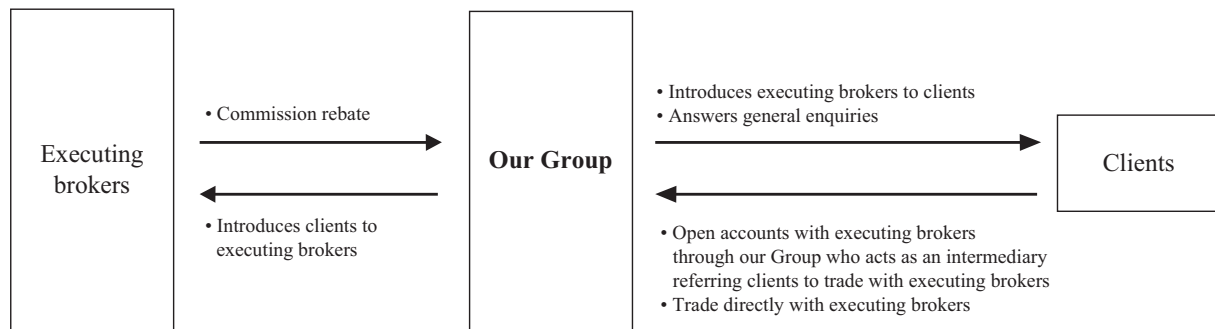 Executing
brokers
• Commission rebate
• Introduces clients to
executing brokers
Our Group
• Introduces executing brokers to clients
• Answers general enquiries
• Open accounts with executing brokers
through our Group who acts as an intermediary
referring clients to trade with executing brokers
• Trade directly with executing brokers
Clients